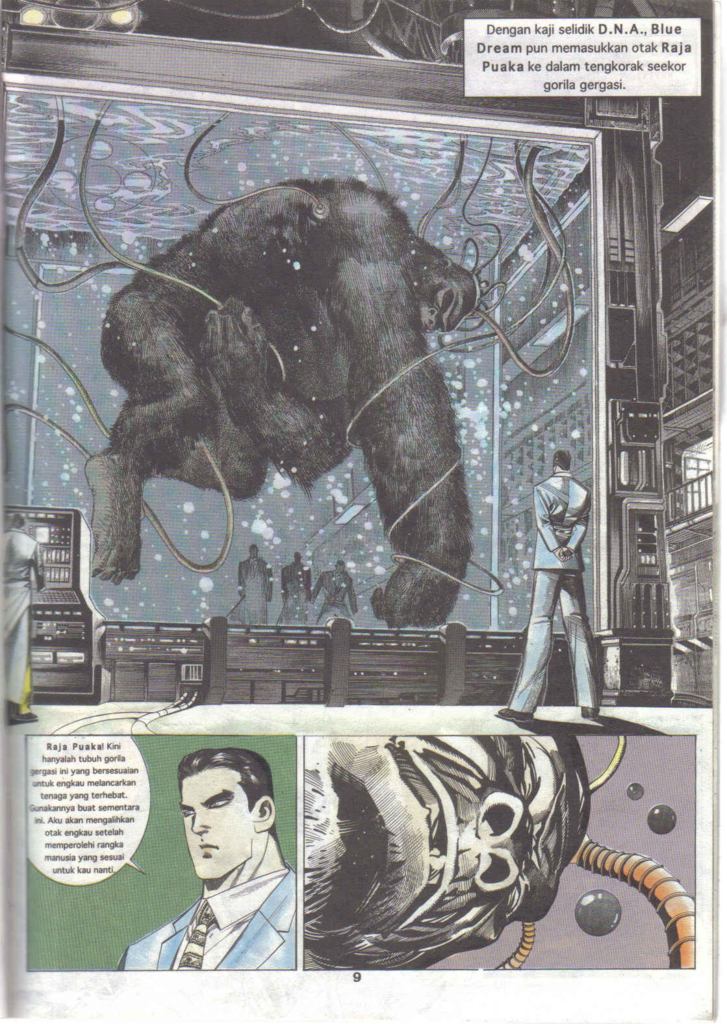 Dengan kaji selidik D.N.A., Blue
Dream pun memasukkan otak Raja
Puaka ke dalam tengkorak seekor
gorila gergasi.
Raja Puaka! Kini
hanyalah tubuh gorila
gergasi ini yang bersesuaian
untuk engkau melancarkan
tenaga yang terhebat.
Gunakannya buat sementara
ini. Aku akan mengalihkan
otak engkau setelah
memperolehi rangka
manusia yang sesuai
untuk kau nanti.
9